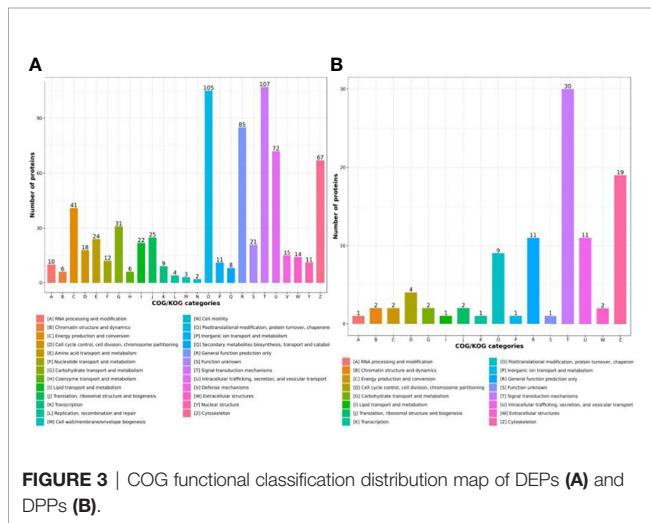 A
107
105
85
72
67
41
31
25
24
22
21
18
15
14
12
11
11
10
9
8
6
6
4
3
2
90
60
30
0
Number of proteins
A B C D E F G H I J K L M N O P Q R S T U V W Y Z
COG/KOG categories
[A] RNA processing and modification
[B] Chromatin structure and dynamics
[C] Energy production and conversion
[D] Cell cycle control, cell division, chromosome partitioning
[E] Amino acid transport and metabolism
[F] Nucleotide transport and metabolism
[G] Carbohydrate transport and metabolism
[H] Coenzyme transport and metabolism
[I] Lipid transport and metabolism
[J] Translation, ribosomal structure and biogenesis
[K] Transcription
[L] Replication, recombination and repair
[M] Cell wall/membrane/envelope biogenesis
[N] Cell motility
[O] Posttranslational modification, protein turnover, chaperone
[P] Inorganic ion transport and metabolism
[Q] Secondary metabolites biosynthesis, transport and catabol
[R] General function prediction only
[S] Function unknown
[T] Signal transduction mechanisms
[U] Intracellular trafficking, secretion, and vesicular transport
[V] Defense mechanisms
[W] Extracellular structures
[Y] Nuclear structure
[Z] Cytoskeleton
B
30
19
11
11
9
4
2
2
2
2
2
1
1
1
1
1
30
20
10
0
Number of proteins
A B C D G I J K O P R S T U W Z
COG/KOG categories
[A] RNA processing and modification
[B] Chromatin structure and dynamics
[C] Energy production and conversion
[D] Cell cycle control, cell division, chromosome partitioning
[G] Carbohydrate transport and metabolism
[I] Lipid transport and metabolism
[J] Translation, ribosomal structure and biogenesis
[K] Transcription
[O] Posttranslational modification, protein turnover, chaperon
[P] Inorganic ion transport and metabolism
[R] General function prediction only
[S] Function unknown
[T] Signal transduction mechanisms
[U] Intracellular trafficking, secretion, and vesicular transport
[W] Extracellular structures
[Z] Cytoskeleton
FIGURE 3 | COG functional classification distribution map of DEPs (A) and
DPPs (B).